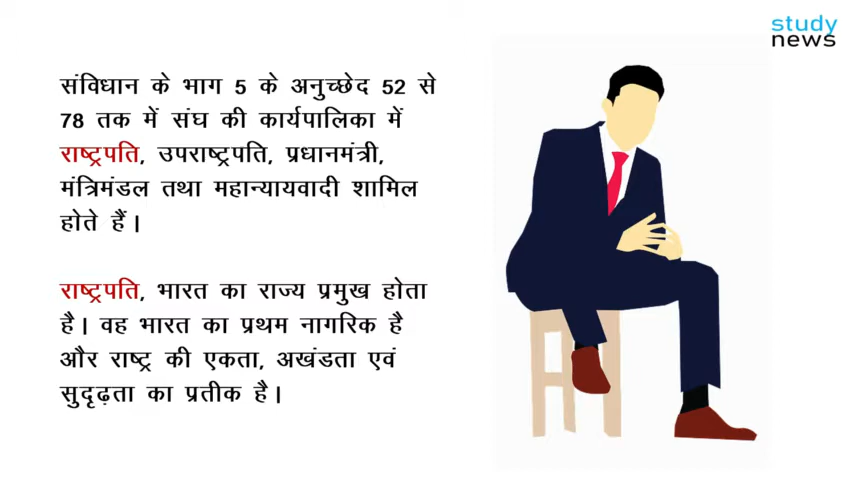 study
news
संविधान के भाग 5 के अनुच्छेद 52 से
78 तक में संघ की कार्यपालिका में
राष्ट्रपति, उपराष्ट्रपति, प्रधानमंत्री,
मंत्रिमंडल तथा महान्यायवादी शामिल
होते हैं।
राष्ट्रपति, भारत का राज्य प्रमुख होता
है। वह भारत का प्रथम नागरिक है
और राष्ट्र की एकता, अखंडता एवं
सुदृढ़ता का प्रतीक है।